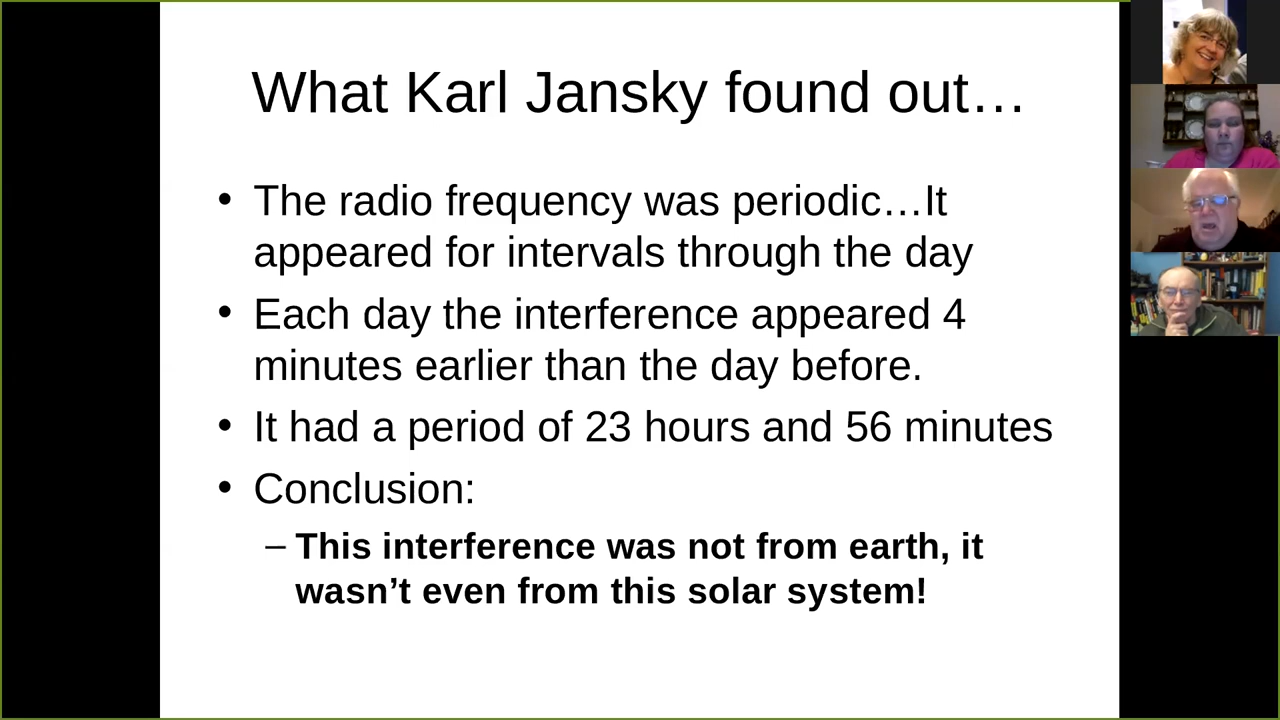 What Karl Jansky found out…
• The radio frequency was periodic…It
appeared for intervals through the day
• Each day the interference appeared 4
minutes earlier than the day before.
• It had a period of 23 hours and 56 minutes
• Conclusion:
– This interference was not from earth, it
wasn’t even from this solar system!